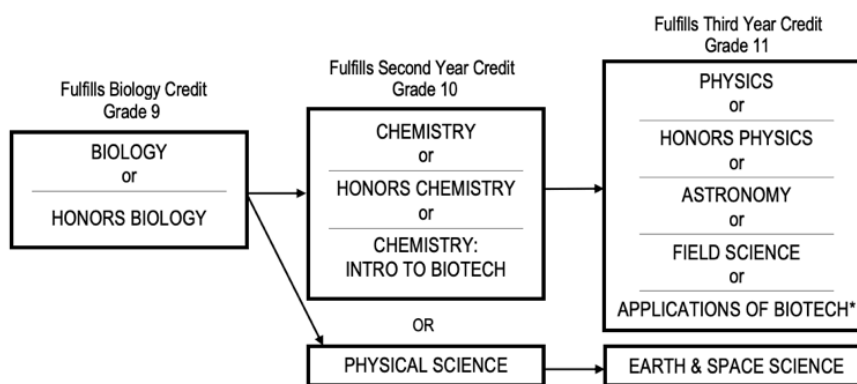 Fulfills Biology Credit
Grade 9
BIOLOGY
or
HONORS BIOLOGY
Fulfills Second Year Credit
Grade 10
CHEMISTRY
or
HONORS CHEMISTRY
or
CHEMISTRY:
INTRO TO BIOTECH
OR
PHYSICAL SCIENCE
Fulfills Third Year Credit
Grade 11
PHYSICS
or
HONORS PHYSICS
or
ASTRONOMY
or
FIELD SCIENCE
or
APPLICATIONS OF BIOTECH*
EARTH & SPACE SCIENCE